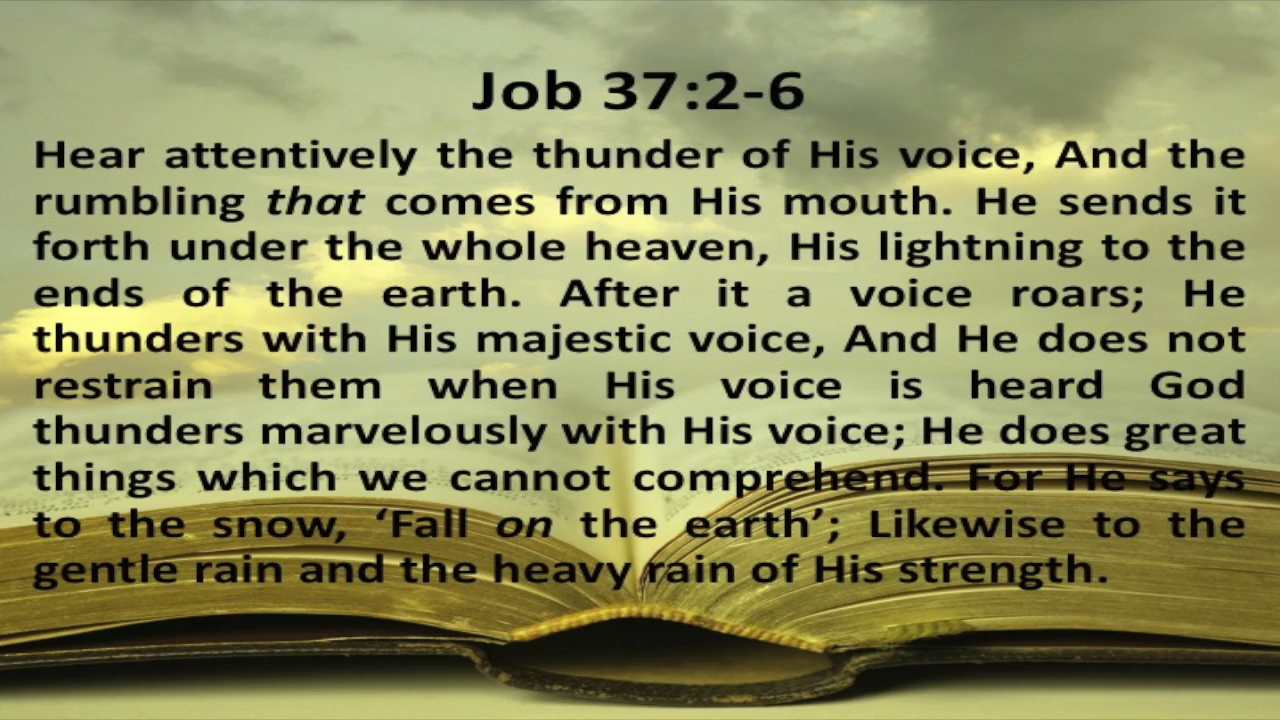 Job 37:2-6
Hear attentively the thunder of His voice, And the
rumbling that comes from His mouth. He sends it
forth under the whole heaven, His lightning to the
ends of the earth. After it a voice roars; He
thunders with His majestic voice, And He does not
restrain them when His voice is heard God
thunders marvelously with His voice; He does great
things which we cannot comprehend. For He says
to the snow, ‘Fall on the earth’; Likewise to the
gentle rain and the heavy rain of His strength.